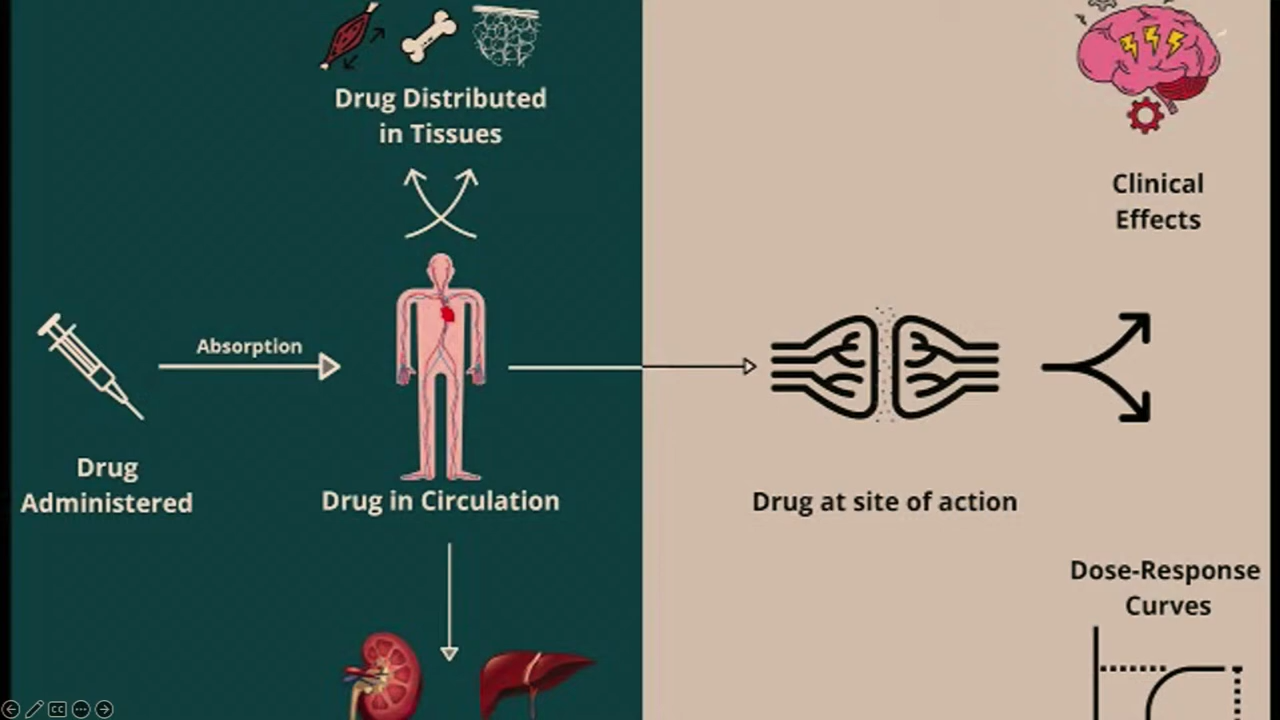 Drug Distributed
in Tissues
Clinical
Effects
Absorption
Drug
Administered
Drug in Circulation
Drug at site of action
Dose-Response
Curves
CC